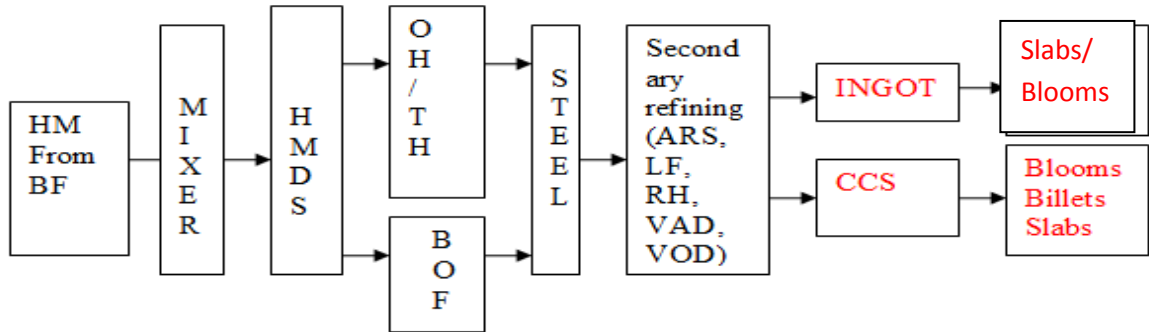 HM
From
BF
M
I
X
E
R
H
M
D
S
O
H
/
T
H
B
O
F
S
T
E
E
L
Second
ary
refining
(ARS,
LF,
RH,
VAD,
VOD)
INGOT
Slabs/
Blooms
CCS
Blooms
Billets
Slabs